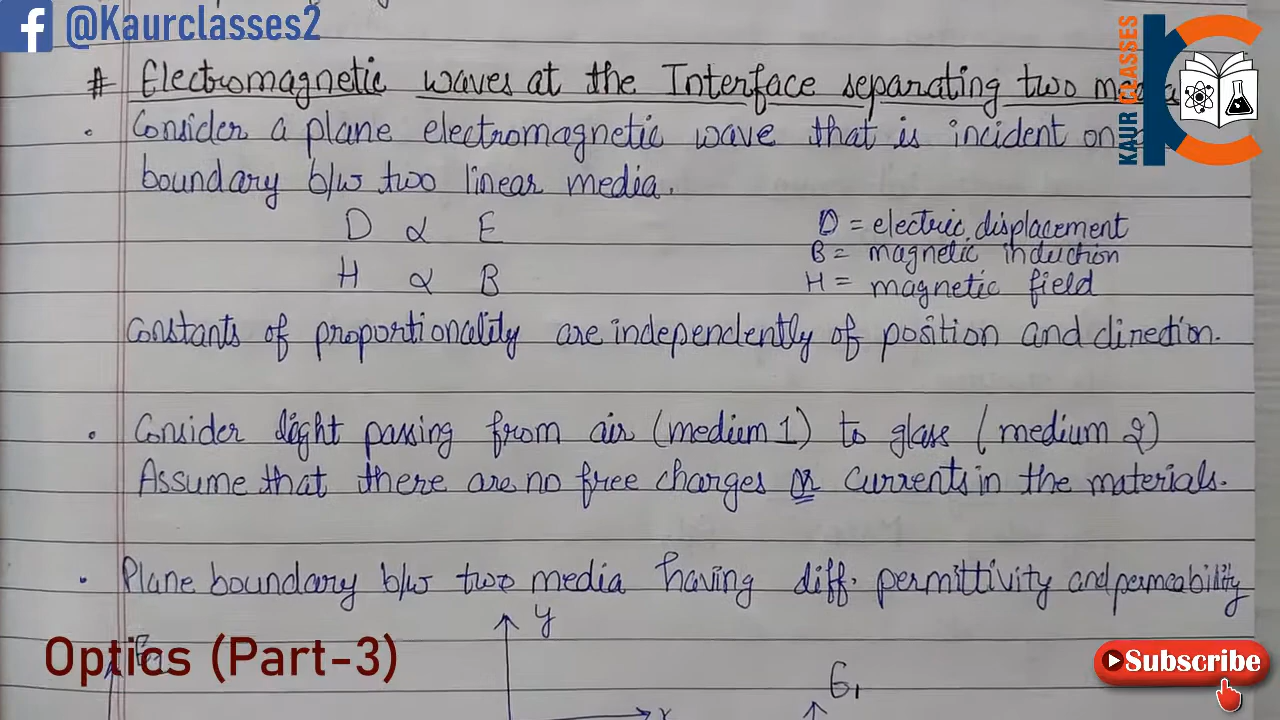 @Kaurclasses2
KAUR CLASSES
# Electromagnetic waves at the Interface separating two media
. Consider a plane electromagnetic wave that is incident on
boundary b/w two linear media.
D α E
H α B
D = electric displacement
B = magnetic induction
H = magnetic field
Constants of proportionality are independently of position and direction.
. Consider light passing from air (medium 1) to glass (medium 2)
Assume that there are no free charges or currents in the materials.
. Plane boundary b/w two media having diff. permittivity and permeability
y
x
Optics (Part-3)
Subscribe